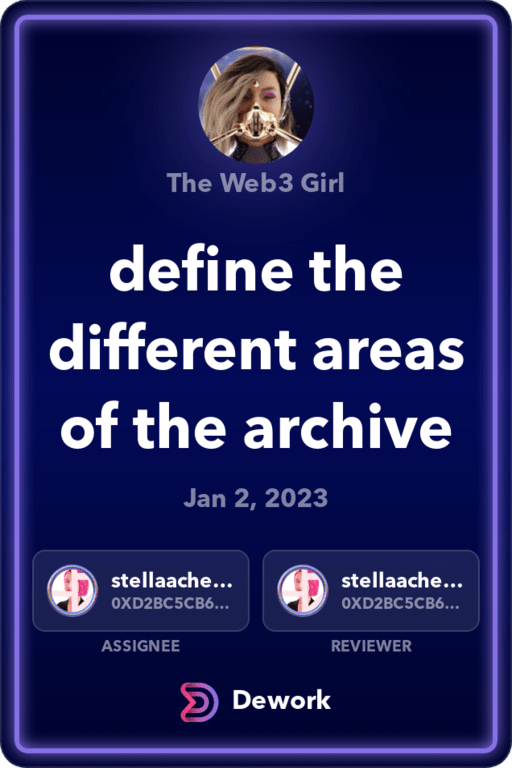 The Web3 Girl
define the
different areas
of the archive
Jan 2, 2023
stellaache...
0XD2BC5CB6...
ASSIGNEE
stellaache...
0XD2BC5CB6...
REVIEWER
Dework